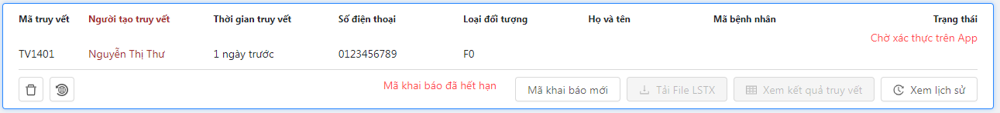 Mã truy vết Người tạo truy vết Thời gian truy vết Số điện thoại Loại đối tượng Họ và tên Mã bệnh nhân Trạng thái
Chờ xác thực trên App
TV1401 Nguyễn Thị Thư 1 ngày trước 0123456789 F0
Mã khai báo đã hết hạn Mã khai báo mới Tải File LSTX Xem kết quả truy vết Xem lịch sử